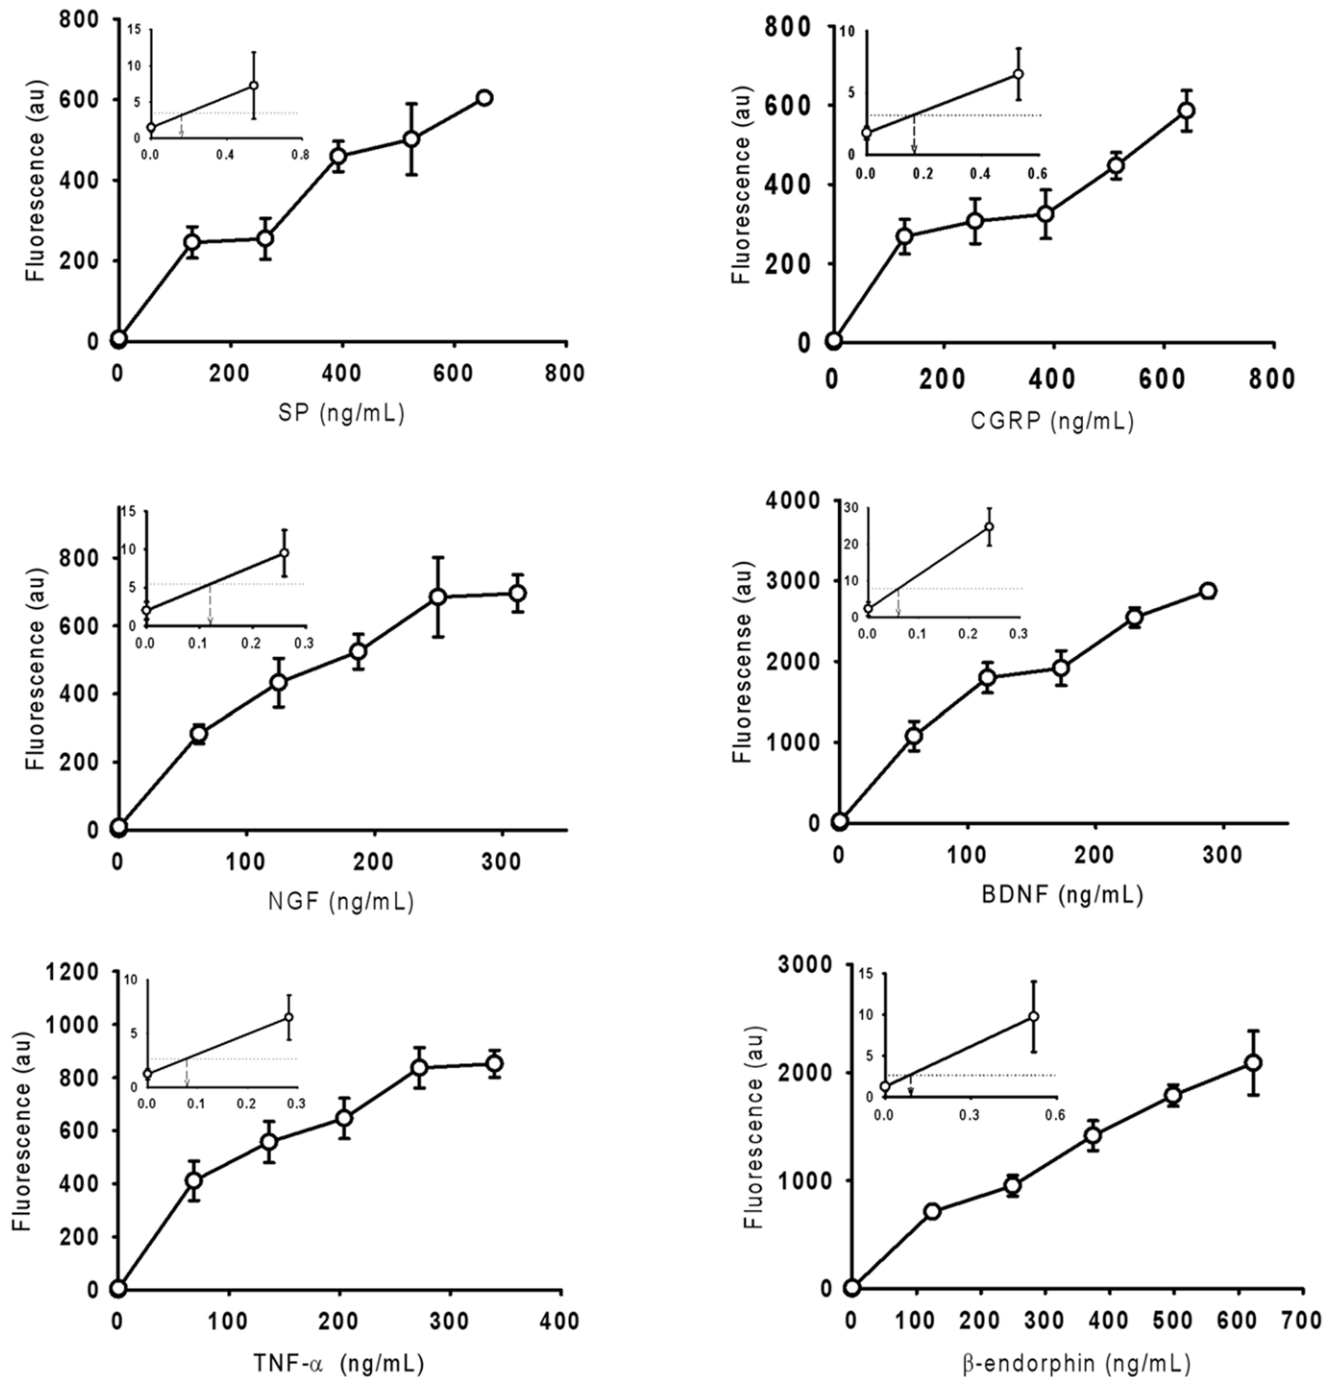 800
600
400
200
0
Fluorescence (au)
15
10
5
0
0.0 0.4 0.8
0 200 400 600 800
SP (ng/mL)
800
600
400
200
0
Fluorescence (au)
10
5
0
0.0 0.2 0.4 0.6
0 200 400 600 800
CGRP (ng/mL)
800
600
400
200
0
Fluorescence (au)
15
10
5
0
0.0 0.1 0.2 0.3
0 100 200 300
NGF (ng/mL)
4000
3000
2000
1000
0
Fluorescense (au)
30
20
10
0
0.0 0.1 0.2 0.3
0 100 200 300
BDNF (ng/mL)
1200
1000
800
600
400
200
0
Fluorescence (au)
10
5
0
0.0 0.1 0.2 0.3
0 100 200 300 400
TNF-α (ng/mL)
3000
2000
1000
0
Fluorescence (au)
15
10
5
0
0.0 0.3 0.6
0 100 200 300 400 500 600 700
β-endorphin (ng/mL)